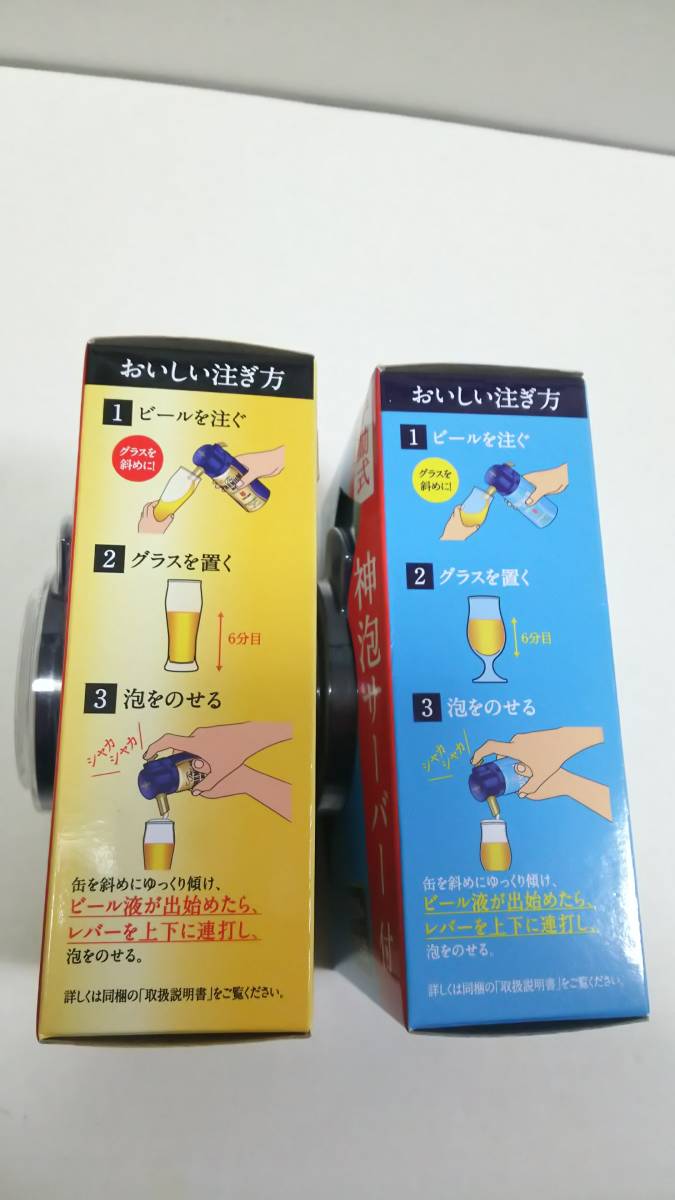 おいしい注ぎ方
1 ビールを注ぐ
グラスを
斜めに!
2 グラスを置く
6分目
3 泡をのせる
シャカ
シャカ
缶を斜めにゆっくり傾け、
ビール液が出始めたら、
レバーを上下に連打し、
泡をのせる。
詳しくは同梱の「取扱説明書」をご覧ください。
動式
神泡サーバー付
おいしい注ぎ方
1 ビールを注ぐ
グラスを
斜めに!
2 グラスを置く
6分目
3 泡をのせる
シャカ
シャカ
缶を斜めにゆっくり傾け、
ビール液が出始めたら、
レバーを上下に連打し、
泡をのせる。
詳しくは同梱の「取扱説明書」をご覧ください。